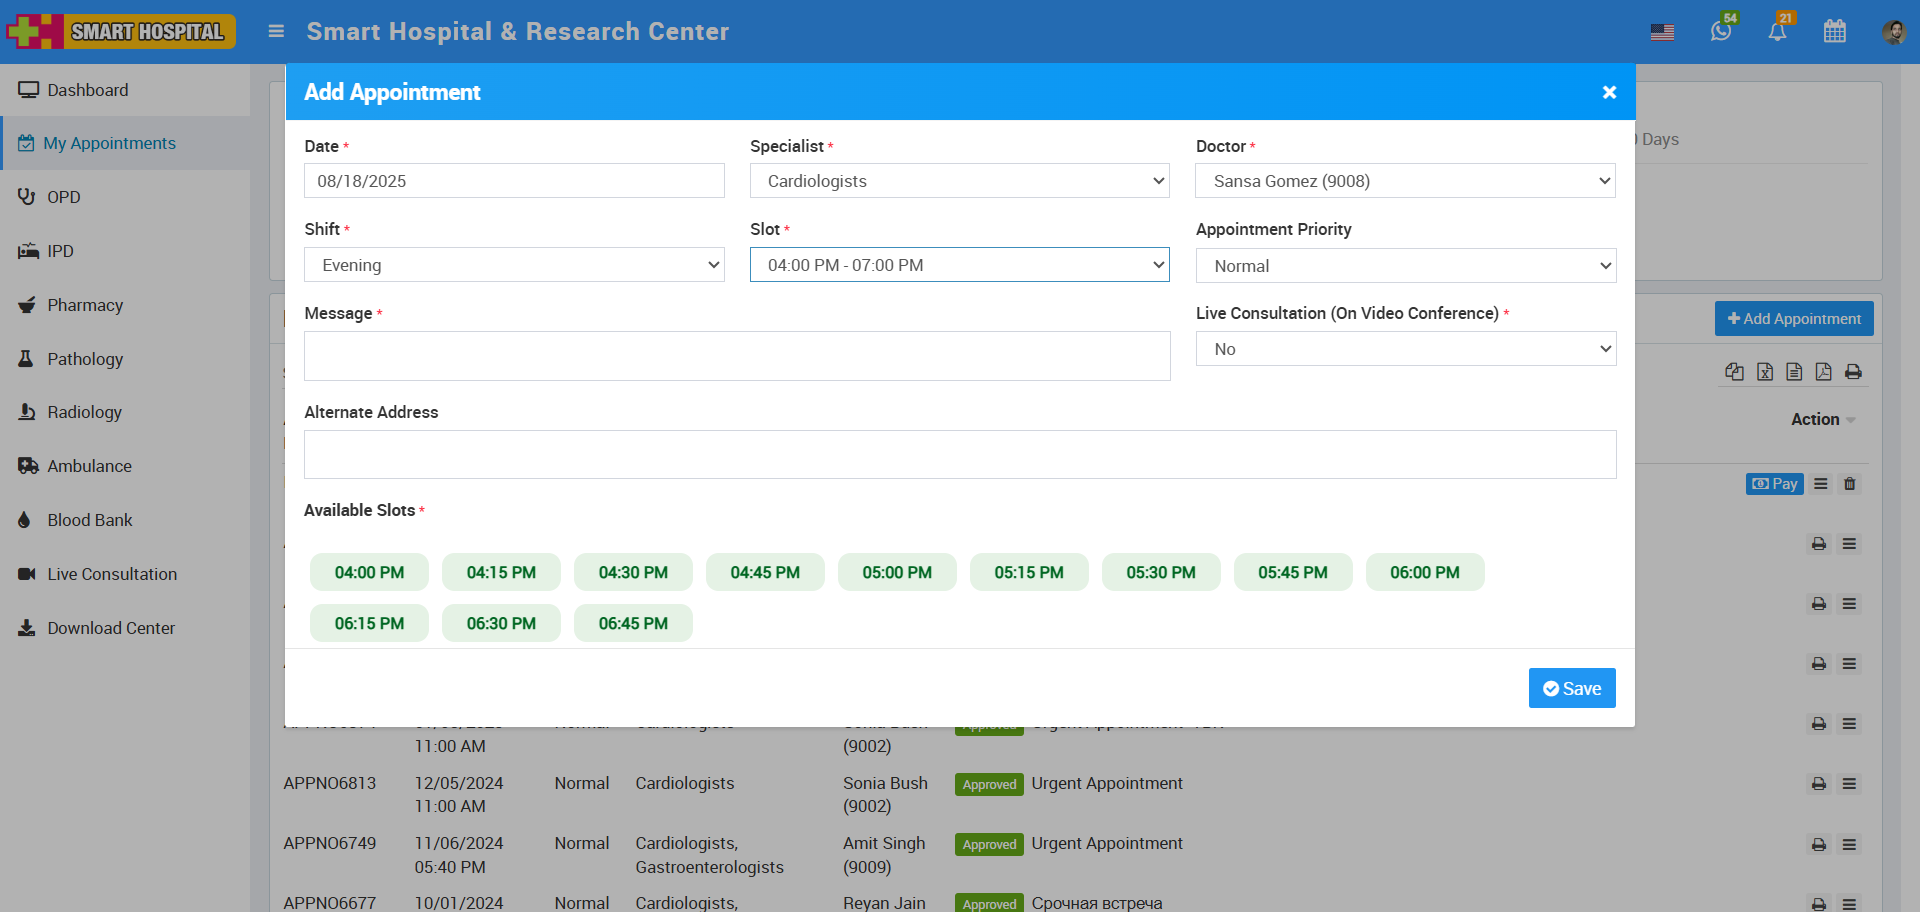 SMART HOSPITAL
Smart Hospital & Research Center
54
21
Dashboard
My Appointments
OPD
IPD
Pharmacy
Pathology
Radiology
Ambulance
Blood Bank
Live Consultation
Download Center
Add Appointment
Days
Date *
Specialist *
Doctor *
08/18/2025
Cardiologists
Sansa Gomez (9008)
Shift *
Slot *
Appointment Priority
Evening
04:00 PM - 07:00 PM
Normal
Message *
Live Consultation (On Video Conference) *
No
Alternate Address
Available Slots *
04:00 PM 04:15 PM 04:30 PM 04:45 PM 05:00 PM 05:15 PM 05:30 PM 05:45 PM 06:00 PM
06:15 PM 06:30 PM 06:45 PM
Save
Add Appointment
Action
Pay
11:00 AM (9002)
APPNO6813 12/05/2024 Normal Cardiologists Sonia Bush Approved Urgent Appointment
11:00 AM (9002)
APPNO6749 11/06/2024 Normal Cardiologists, Amit Singh Approved Urgent Appointment
05:40 PM Gastroenterologists (9009)
APPNO6677 10/01/2024 Normal Cardiologists, Reyan Jain Approved Срочная встреча